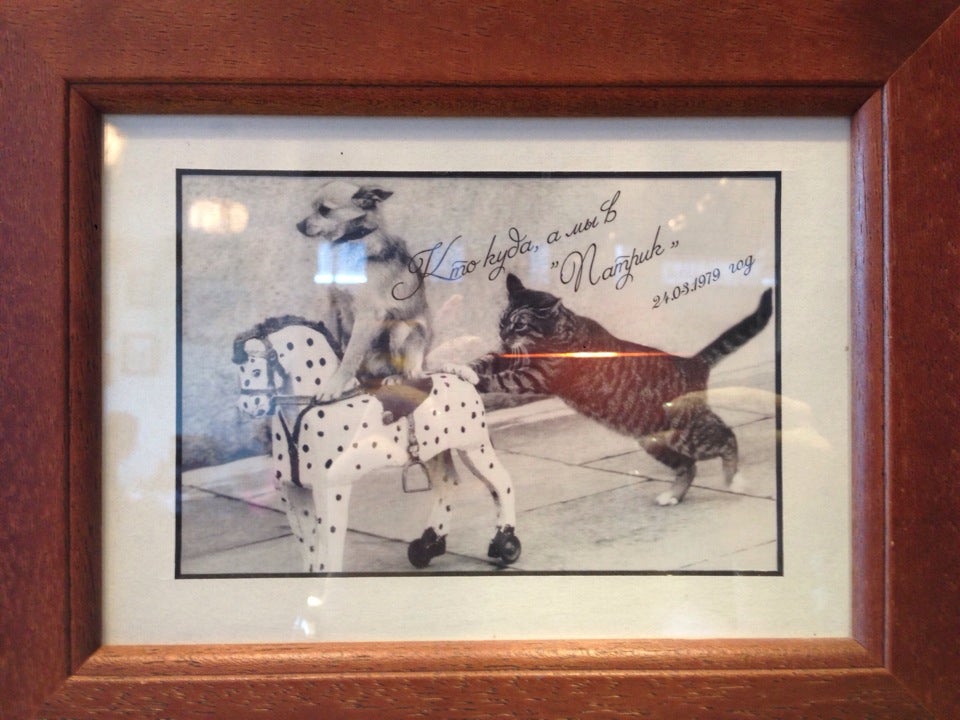 Кто куда, а мы в
"Патрик"
24.03.1979 год